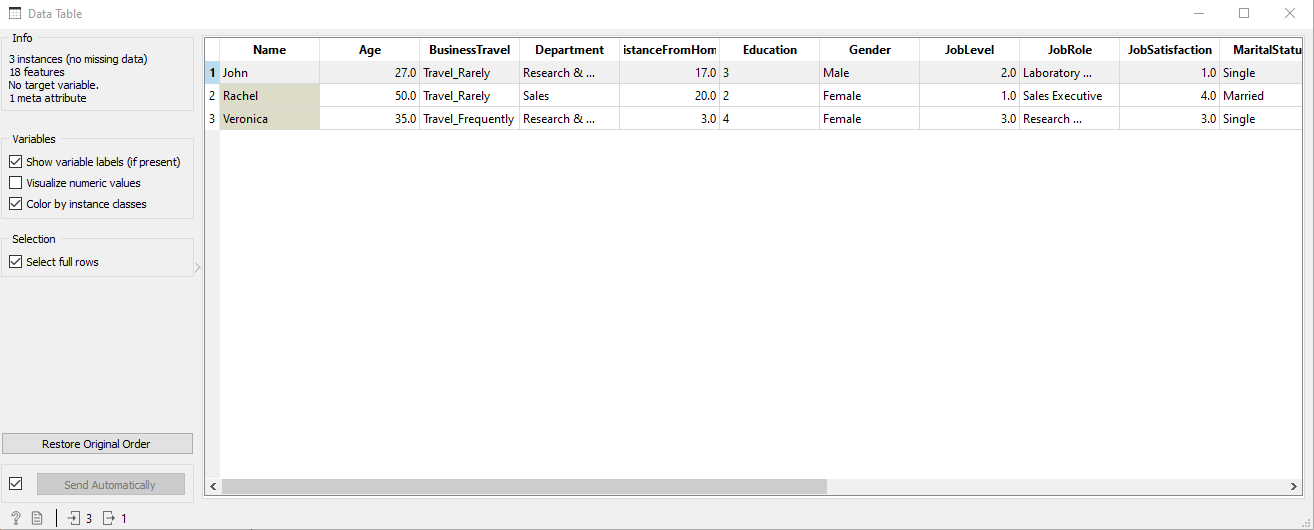 Data Table
Info
3 instances (no missing data)
18 features
No target variable.
1 meta attribute
Variables
Show variable labels (if present)
Visualize numeric values
Color by instance classes
Selection
Select full rows
Restore Original Order
Send Automatically
? 3 1
Name Age BusinessTravel Department istanceFromHom Education Gender JobLevel JobRole JobSatisfaction MaritalStatu
1 John 27.0 Travel_Rarely Research & ... 17.0 3 Male 2.0 Laboratory ... 1.0 Single
2 Rachel 50.0 Travel_Rarely Sales 20.0 2 Female 1.0 Sales Executive 4.0 Married
3 Veronica 35.0 Travel_Frequently Research & ... 3.0 4 Female 3.0 Research ... 3.0 Single